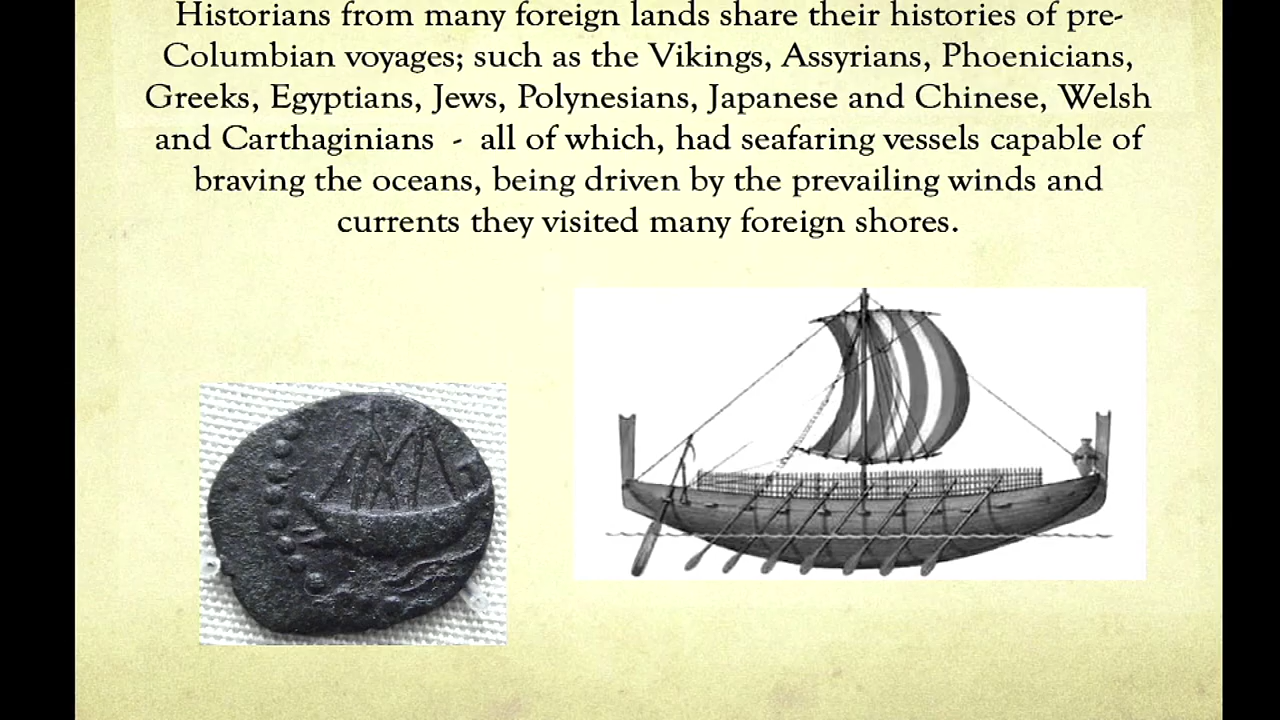 Historians from many foreign lands share their histories of pre-
Columbian voyages; such as the Vikings, Assyrians, Phoenicians,
Greeks, Egyptians, Jews, Polynesians, Japanese and Chinese, Welsh
and Carthaginians - all of which, had seafaring vessels capable of
braving the oceans, being driven by the prevailing winds and
currents they visited many foreign shores.